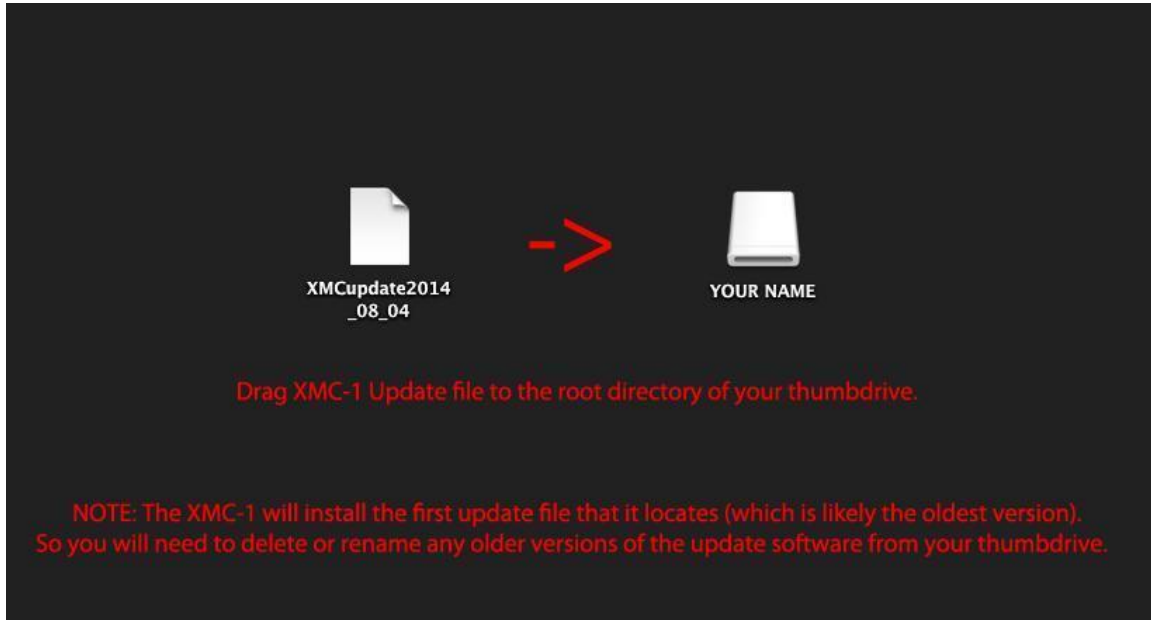 ->
XMCupdate2014
_08_04
YOUR NAME
Drag XMC-1 Update file to the root directory of your thumbdrive.
NOTE: The XMC-1 will install the first update file that it locates (which is likely the oldest version).
So you will need to delete or rename any older versions of the update software from your thumbdrive.